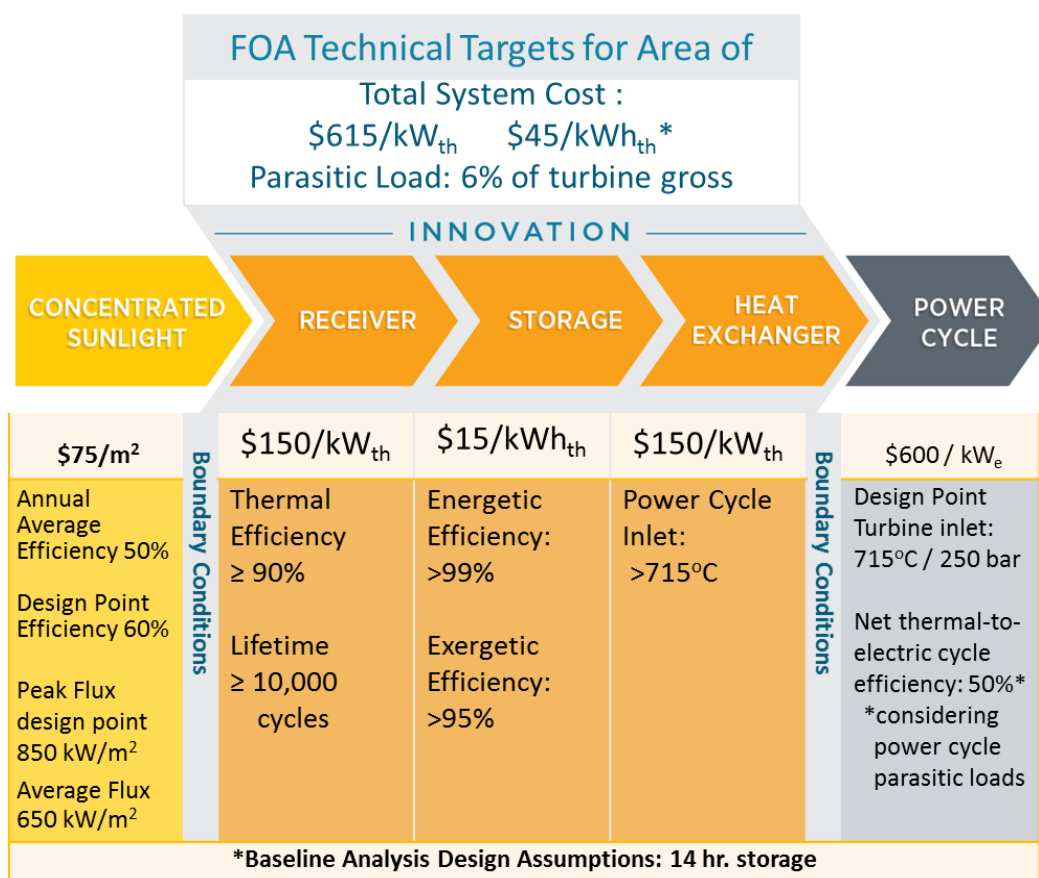 FOA Technical Targets for Area of
Total System Cost :
$615/kWth $45/kWhth*
Parasitic Load: 6% of turbine gross
INNOVATION
CONCENTRATED
SUNLIGHT
RECEIVER
STORAGE
HEAT
EXCHANGER
POWER
CYCLE
$75/m²
Annual
Average
Efficiency 50%
Design Point
Efficiency 60%
Peak Flux
design point
850 kW/m²
Average Flux
650 kW/m²
Boundary Conditions
$150/kWth
Thermal
Efficiency
≥ 90%
Lifetime
≥ 10,000
cycles
$15/kWhth
Energetic
Efficiency:
>99%
Exergetic
Efficiency:
>95%
$150/kWth
Power Cycle
Inlet:
>715°C
Boundary Conditions
$600 / kWe
Design Point
Turbine inlet:
715°C / 250 bar
Net thermal-to-
electric cycle
efficiency: 50%*
*considering
power cycle
parasitic loads
*Baseline Analysis Design Assumptions: 14 hr. storage